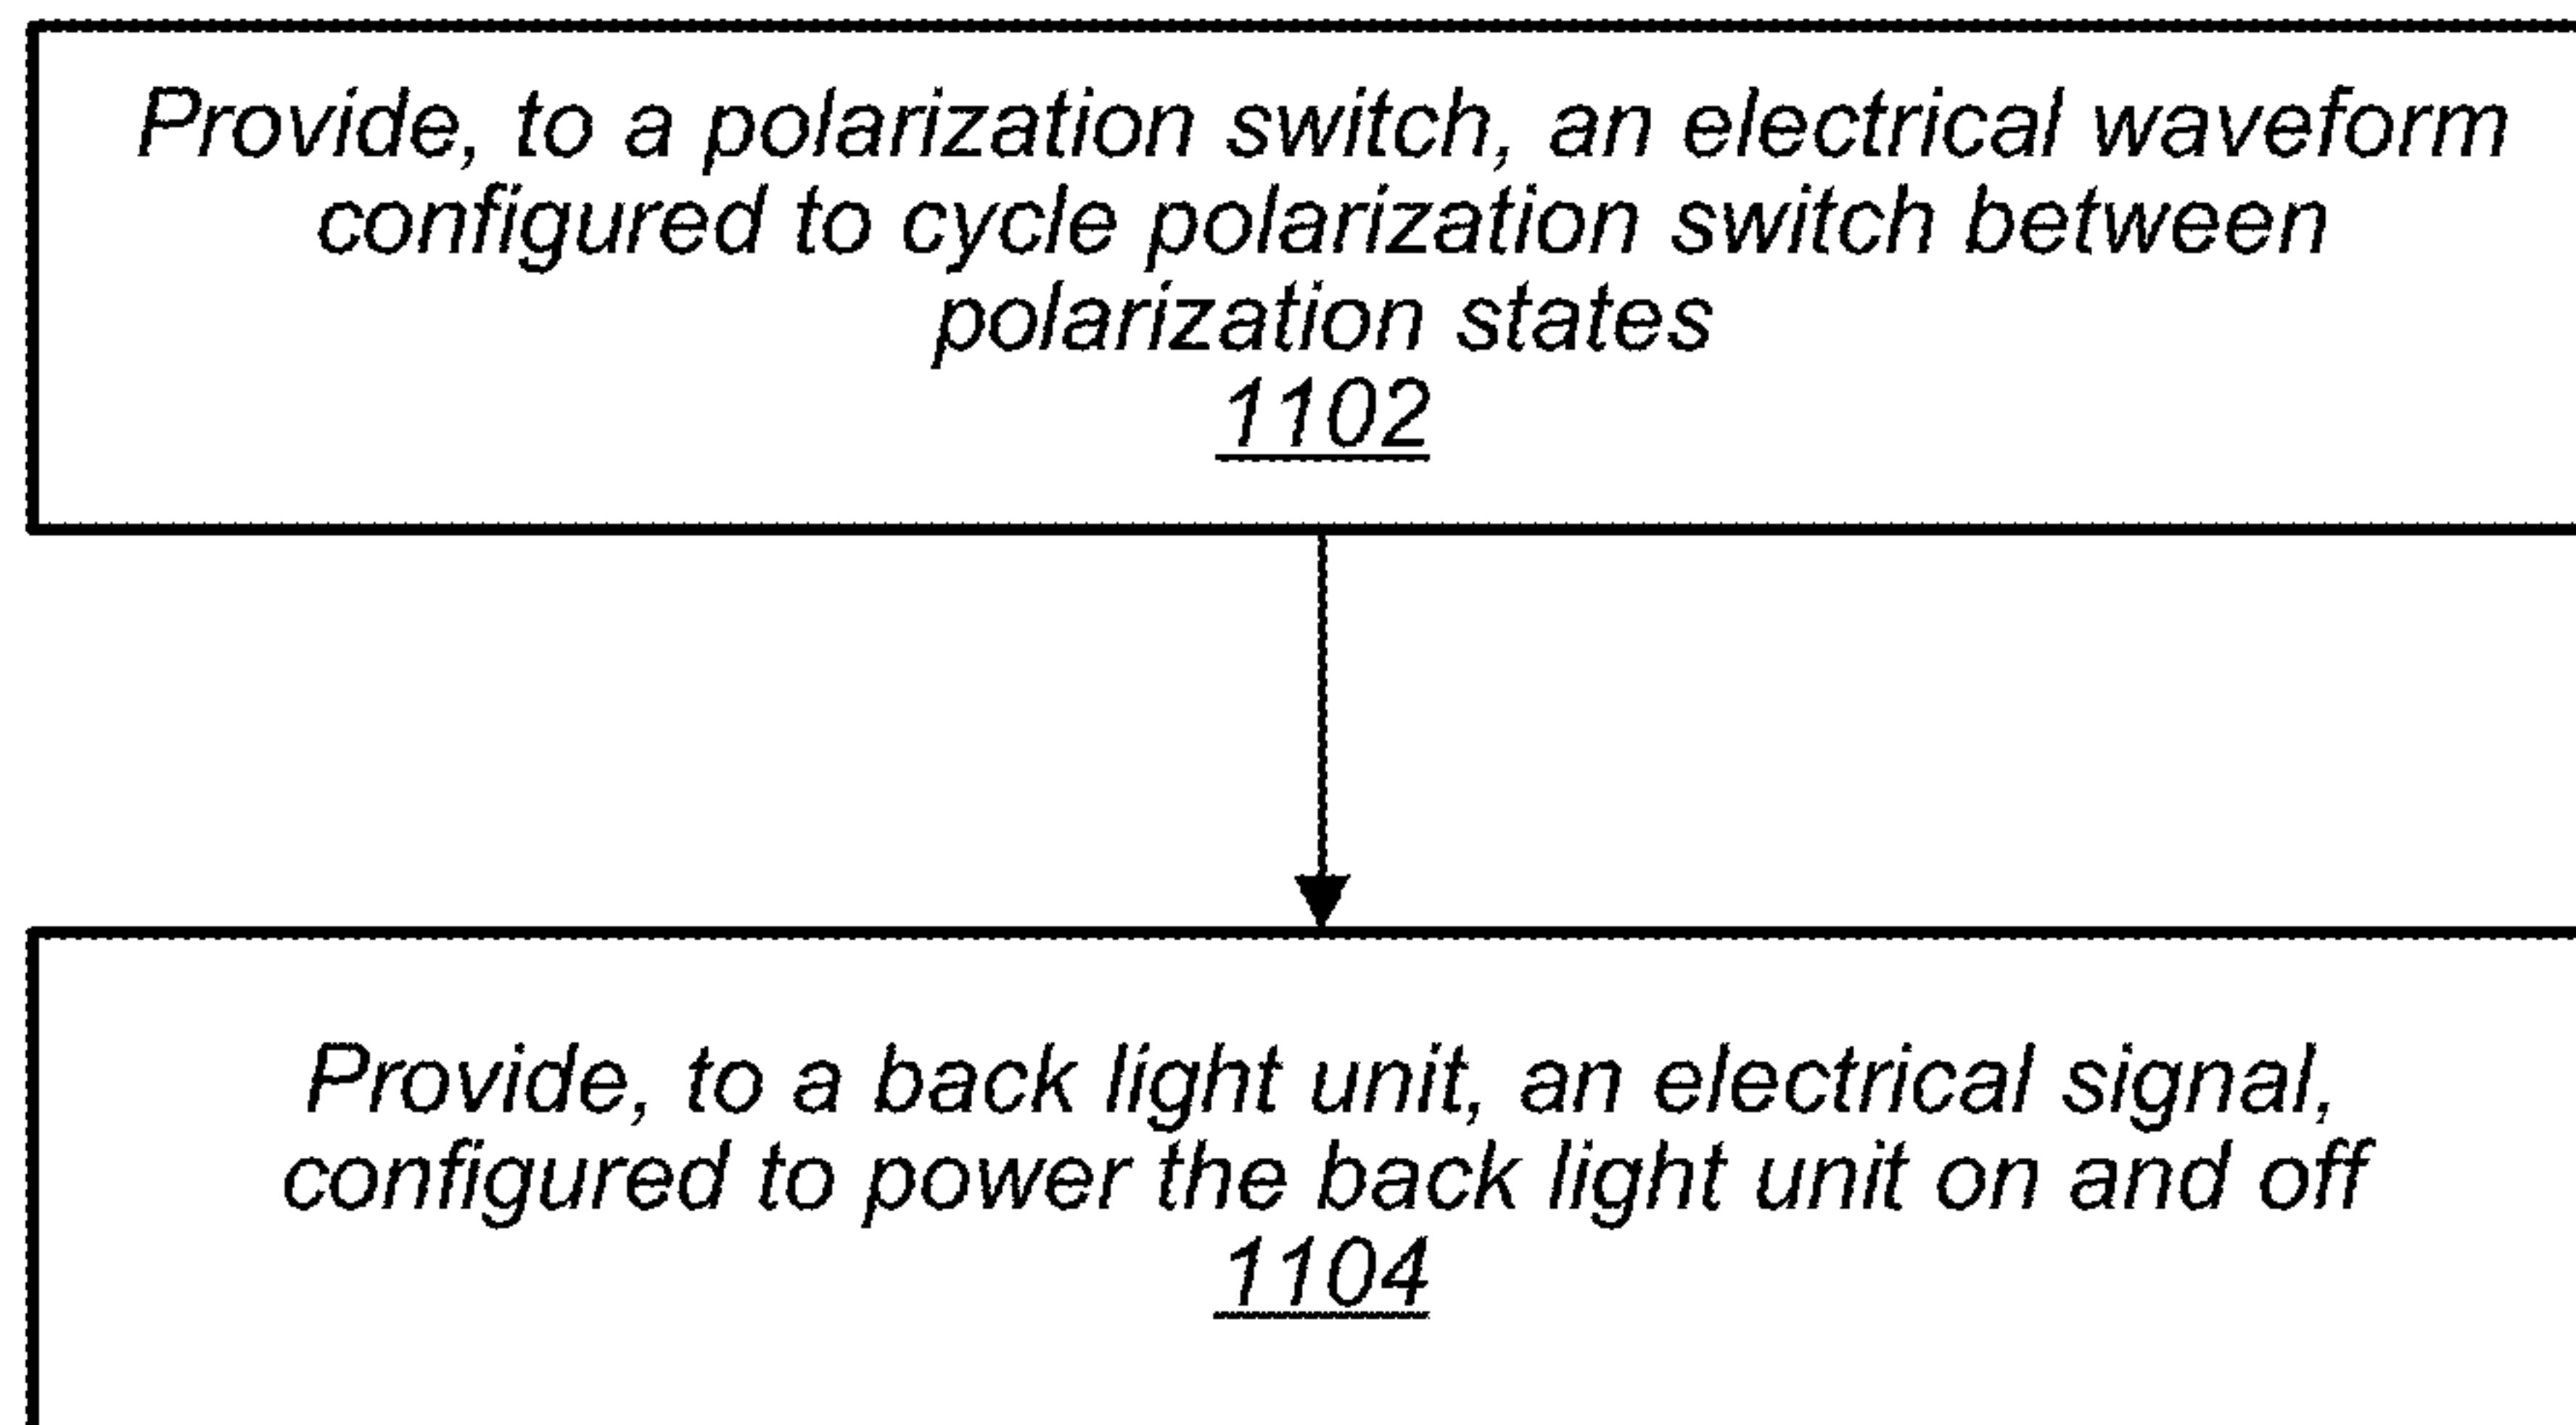 Provide, to a polarization switch, an electrical waveform
configured to cycle polarization switch between
polarization states
1102
Provide, to a back light unit, an electrical signal,
configured to power the back light unit on and off
1104